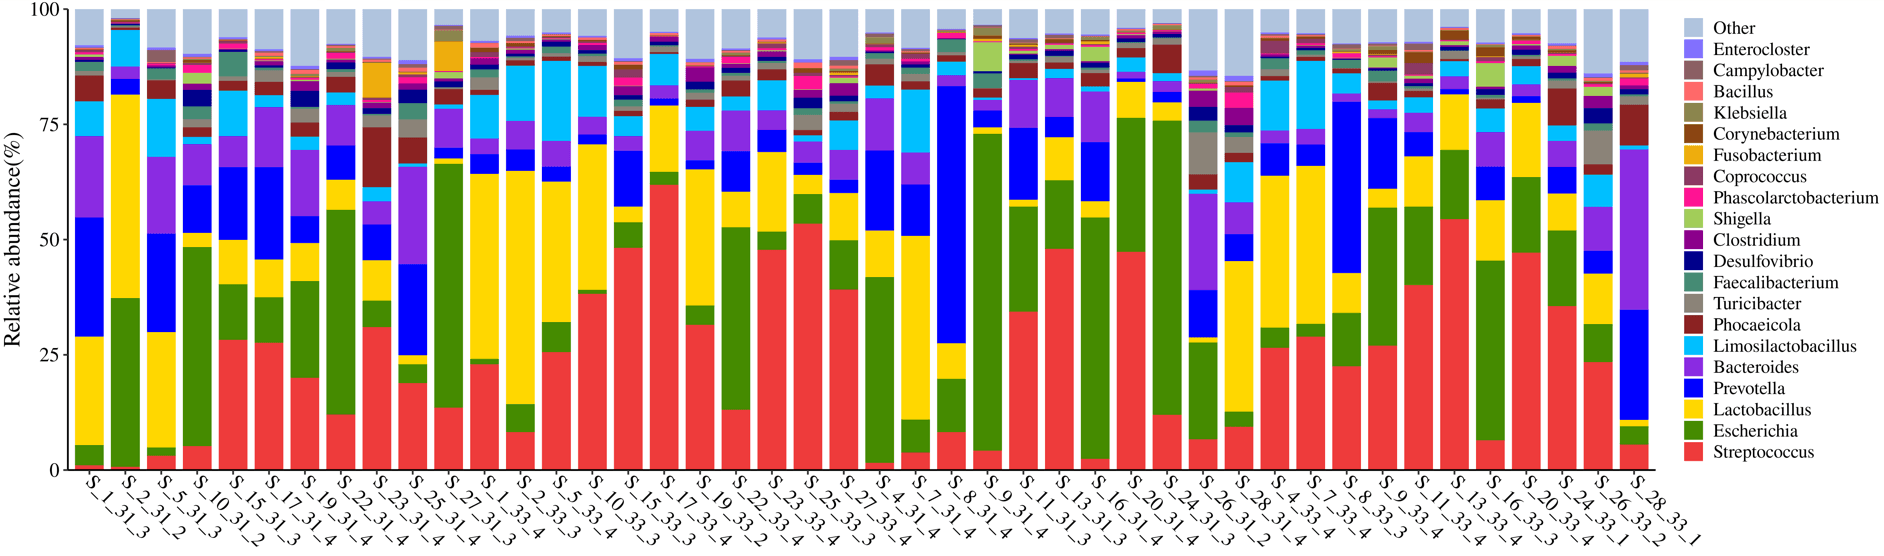 Relative abundance(%)
100
75
50
25
0
S_1_31_3
S_2_31_2
S_5_31_3
S_10_31_2
S_15_31_3
S_17_31_4
S_19_31_4
S_22_31_4
S_23_31_4
S_25_31_4
S_27_31_3
S_1_33_4
S_2_33_3
S_5_33_4
S_10_33_3
S_15_33_3
S_17_33_4
S_19_33_2
S_22_33_4
S_23_33_4
S_25_33_3
S_27_33_4
S_4_31_4
S_7_31_4
S_8_31_4
S_9_31_4
S_11_31_3
S_13_31_3
S_16_31_4
S_20_31_4
S_24_31_3
S_26_31_2
S_28_31_4
S_4_33_4
S_7_33_4
S_8_33_3
S_9_33_4
S_11_33_4
S_13_33_4
S_16_33_3
S_20_33_4
S_24_33_1
S_26_33_2
S_28_33_1
Other
Enterocloster
Campylobacter
Bacillus
Klebsiella
Corynebacterium
Fusobacterium
Coprococcus
Phascolarctobacterium
Shigella
Clostridium
Desulfovibrio
Faecalibacterium
Turicibacter
Phocaeicola
Limosilactobacillus
Bacteroides
Prevotella
Lactobacillus
Escherichia
Streptococcus